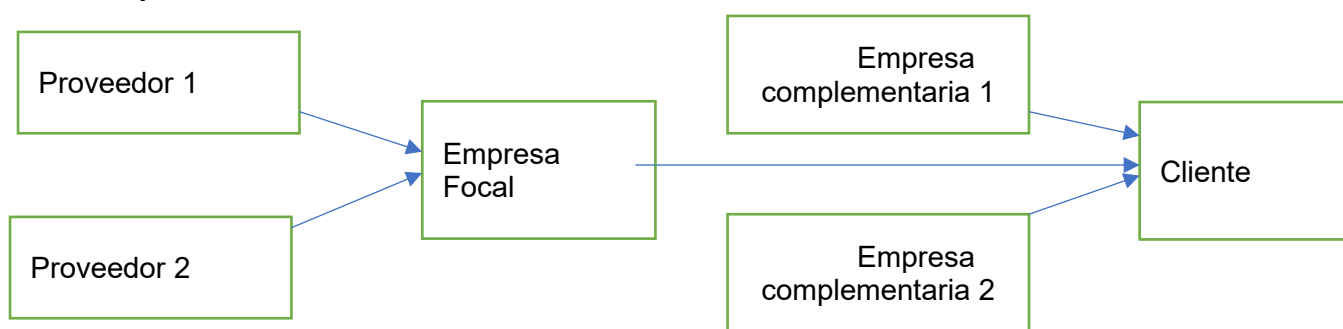 Proveedor 1
Empresa
complementaria 1
Empresa
Focal
Cliente
Proveedor 2
Empresa
complementaria 2